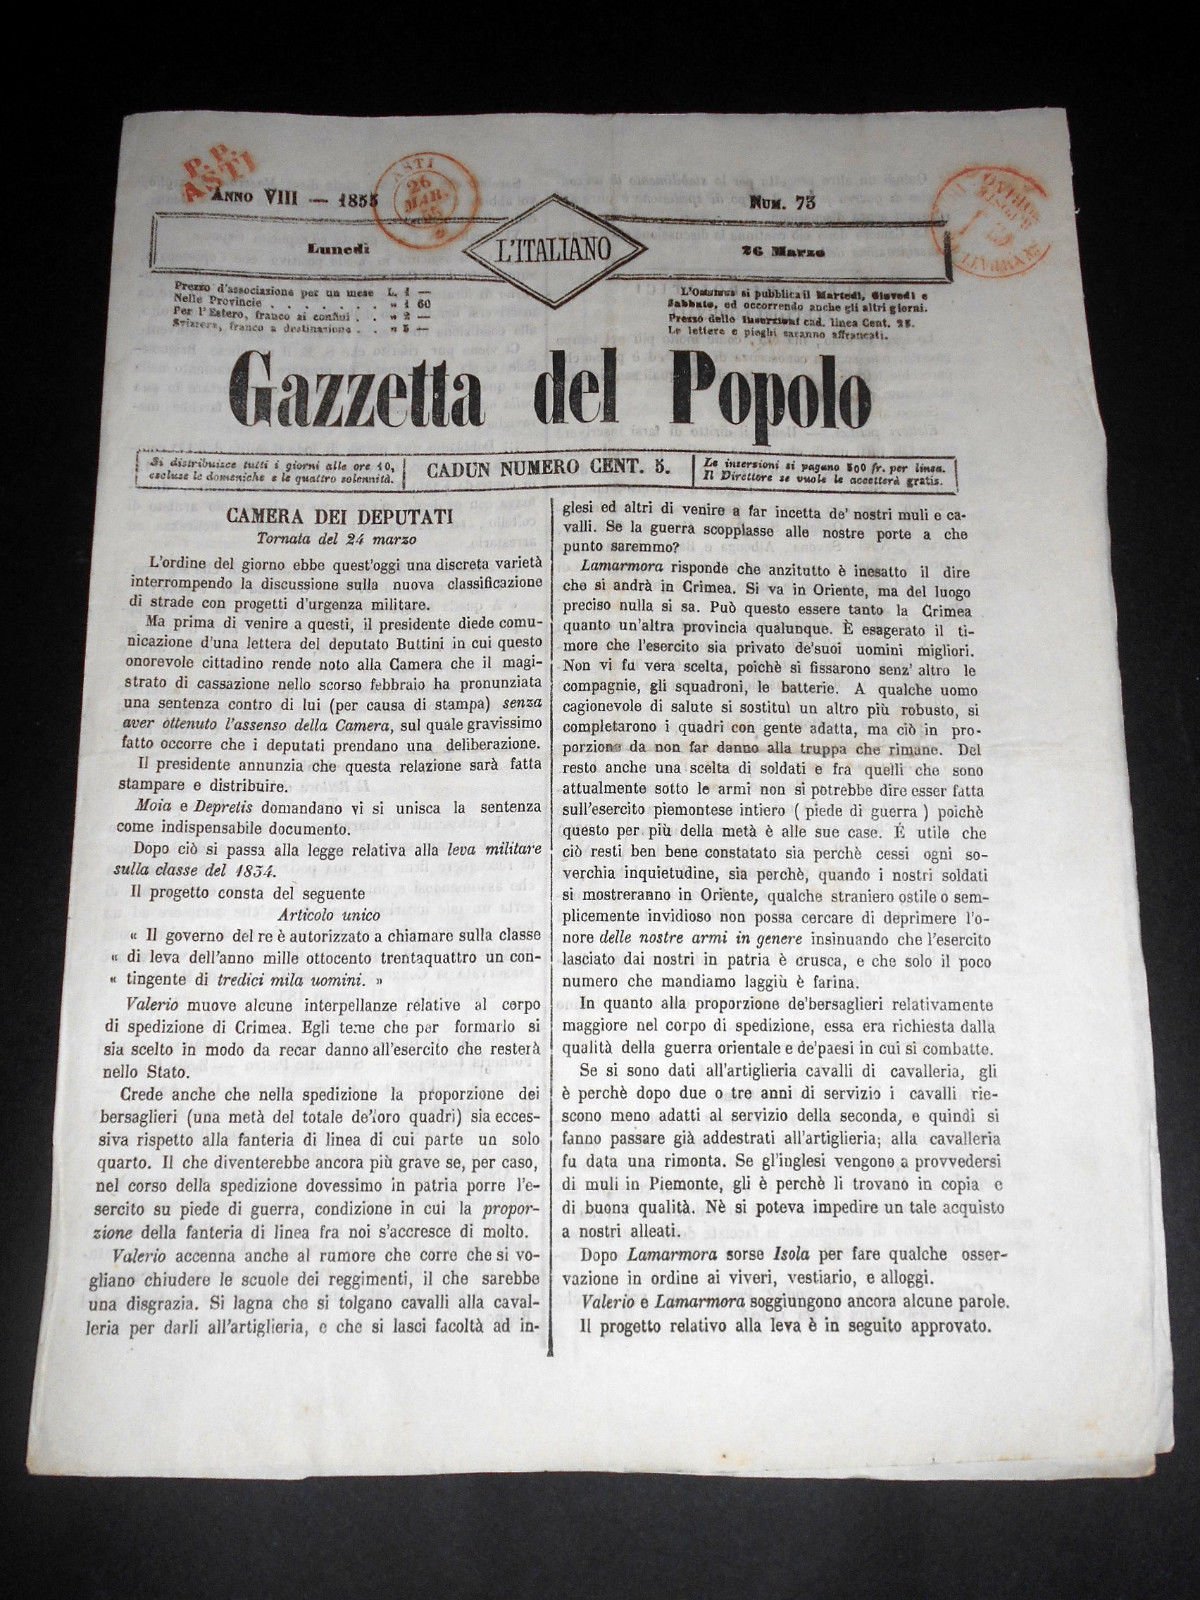 P. P.
ASTI
ASTI
26
MAR.
ANNO VIII — 1855
NUM. 73
Lunedì
L'ITALIANO
26 Marzo
Prezzo d'associazione per un mese L. 1 —
Nelle Provincie . . . . . . . » 1 60
Per l'Estero, franco ai confini . . » 2 —
Svizzera, franco a destinazione . . » 5 —
L'OMNIBUS si pubblica il Martedì, Giovedì e
Sabbato, ed occorrendo anche gli altri giorni.
Prezzo delle Inserzioni cad. linea Cent. 25.
Le lettere e pieghi saranno affrancati.
Gazzetta del Popolo
Si distribuisce tutti i giorni alle ore 10,
escluse le domeniche e le quattro solennità.
CADUN NUMERO CENT. 5.
Le inserzioni si pagano 500 fr. per linea.
Il Direttore se vuole le accetterà gratis.
CAMERA DEI DEPUTATI
Tornata del 24 marzo
L'ordine del giorno ebbe quest'oggi una discreta varietà
interrompendo la discussione sulla nuova classificazione
di strade con progetti d'urgenza militare.
Ma prima di venire a questi, il presidente diede comu-
nicazione d'una lettera del deputato Buttini in cui questo
onorevole cittadino rende noto alla Camera che il magi-
strato di cassazione nello scorso febbraio ha pronunziata
una sentenza contro di lui (per causa di stampa) senza
aver ottenuto l'assenso della Camera, sul quale gravissimo
fatto occorre che i deputati prendano una deliberazione.
Il presidente annunzia che questa relazione sarà fatta
stampare e distribuire.
Moia e Depretis domandano vi si unisca la sentenza
come indispensabile documento.
Dopo ciò si passa alla legge relativa alla leva militare
sulla classe del 1834.
Il progetto consta del seguente
Articolo unico
« Il governo del re è autorizzato a chiamare sulla classe
« di leva dell'anno mille ottocento trentaquattro un con-
« tingente di tredici mila uomini. »
Valerio muove alcune interpellanze relative al corpo
di spedizione di Crimea. Egli teme che per formarlo si
sia scelto in modo da recar danno all'esercito che resterà
nello Stato.
Crede anche che nella spedizione la proporzione dei
bersaglieri (una metà del totale de'loro quadri) sia ecces-
siva rispetto alla fanteria di linea di cui parte un solo
quarto. Il che diventerebbe ancora più grave se, per caso,
nel corso della spedizione dovessimo in patria porre l'e-
sercito su piede di guerra, condizione in cui la propor-
zione della fanteria di linea fra noi s'accresce di molto.
Valerio accenna anche al rumore che corre che si vo-
gliano chiudere le scuole dei reggimenti, il che sarebbe
una disgrazia. Si lagna che si tolgano cavalli alla caval-
leria per darli all'artiglieria, e che si lasci facoltà ad in-
glesi ed altri di venire a far incetta de' nostri muli e ca-
valli. Se la guerra scopplasse alle nostre porte a che
punto saremmo?
Lamarmora risponde che anzitutto è inesatto il dire
che si andrà in Crimea. Si va in Oriente, ma del luogo
preciso nulla si sa. Può questo essere tanto la Crimea
quanto un'altra provincia qualunque. È esagerato il ti-
more che l'esercito sia privato de'suoi uomini migliori.
Non vi fu vera scelta, poichè si fissarono senz' altro le
compagnie, gli squadroni, le batterie. A qualche uomo
cagionevole di salute si sostituì un altro più robusto, si
completarono i quadri con gente adatta, ma ciò in pro-
porzione da non far danno alla truppa che rimane. Del
resto anche una scelta di soldati e fra quelli che sono
attualmente sotto le armi non si potrebbe dire esser fatta
sull'esercito piemontese intiero ( piede di guerra ) poichè
questo per più della metà è alle sue case. É utile che
ciò resti ben bene constatato sia perchè cessi ogni so-
verchia inquietudine, sia perchè, quando i nostri soldati
si mostreranno in Oriente, qualche straniero ostile o sem-
plicemente invidioso non possa cercare di deprimere l'o-
nore delle nostre armi in genere insinuando che l'esercito
lasciato dai nostri in patria è crusca, e che solo il poco
numero che mandiamo laggiù è farina.
In quanto alla proporzione de'bersaglieri relativamente
maggiore nel corpo di spedizione, essa era richiesta dalla
qualità della guerra orientale e de'paesi in cui si combatte.
Se si sono dati all'artiglieria cavalli di cavalleria, gli
è perchè dopo due o tre anni di servizio i cavalli rie-
scono meno adatti al servizio della seconda, e quindi si
fanno passare già addestrati all'artiglieria; alla cavalleria
fu data una rimonta. Se gl'inglesi vengono a provvedersi
di muli in Piemonte, gli è perchè li trovano in copia e
di buona qualità. Nè si poteva impedire un tale acquisto
a nostri alleati.
Dopo Lamarmora sorse Isola per fare qualche osser-
vazione in ordine ai viveri, vestiario, e alloggi.
Valerio e Lamarmora soggiungono ancora alcune parole.
Il progetto relativo alla leva è in seguito approvato.